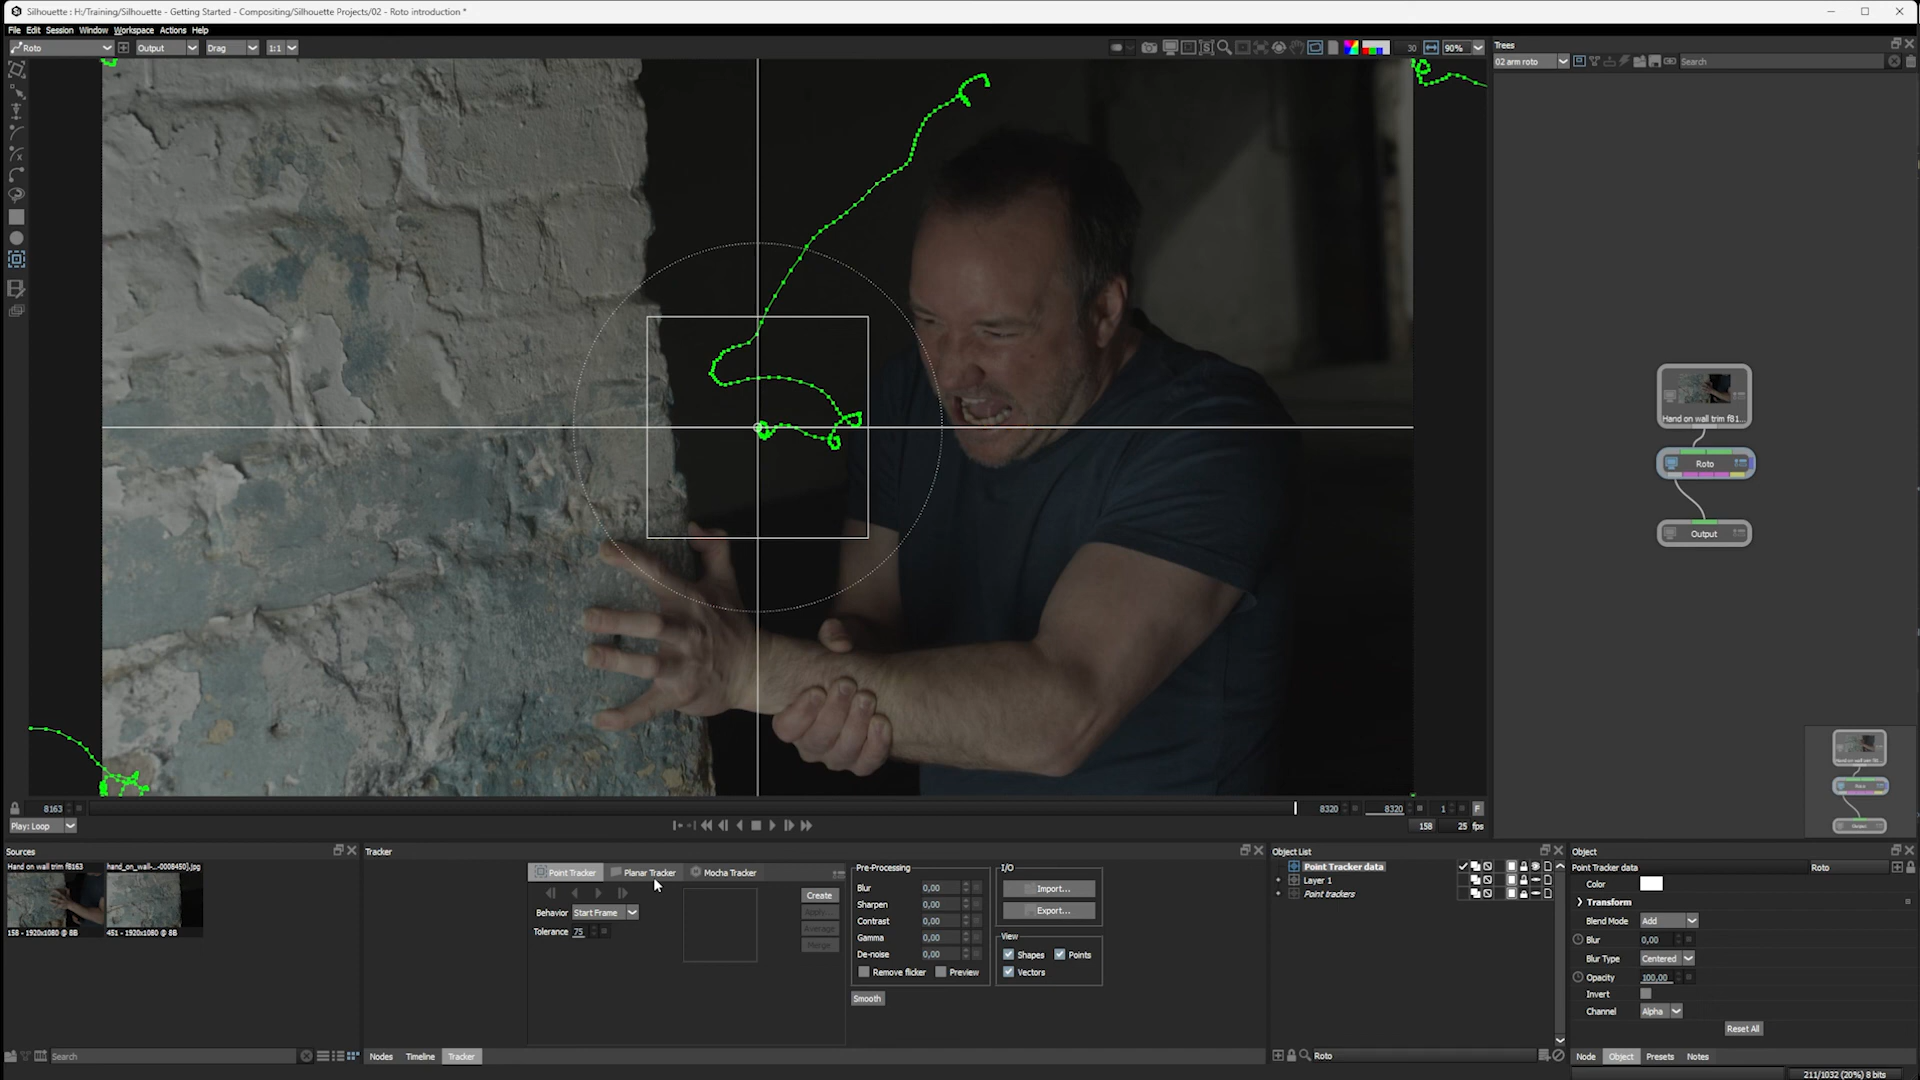 Silhouette : H:/Training/Silhouette - Getting Started - Compositing/Silhouette Projects/02 - Roto introduction *
File Edit Session Window Workspace Actions Help
Roto Output Drag 1:1 30 90%
Trees
02 arm roto Search
Hand on wall trim f81...
Roto
Output
8163 8320 8320 1 F
Play: Loop 158 25 fps
Sources
Hand on wall trim f8163 hand_on_wall-...-0008450].jpg
158 - 1920x1080 @ 8B 451 - 1920x1080 @ 8B
Search
Tracker
Point Tracker Planar Tracker Mocha Tracker
Behavior Start Frame
Tolerance 75
Create
Apply...
Average
Merge
Pre-Processing
Blur 0,00
Sharpen 0,00
Contrast 0,00
Gamma 0,00
De-noise 0,00
Remove flicker Preview
Smooth
I/O
Import...
Export...
View
Shapes Points
Vectors
Nodes Timeline Tracker
Object List
Point Tracker data
Layer 1
Point trackers
Roto
Object
Point Tracker data Roto
Color
Transform
Blend Mode Add
Blur 0,00
Blur Type Centered
Opacity 100,00
Invert
Channel Alpha
Reset All
Node Object Presets Notes
211/1032 (20%) 8 bits